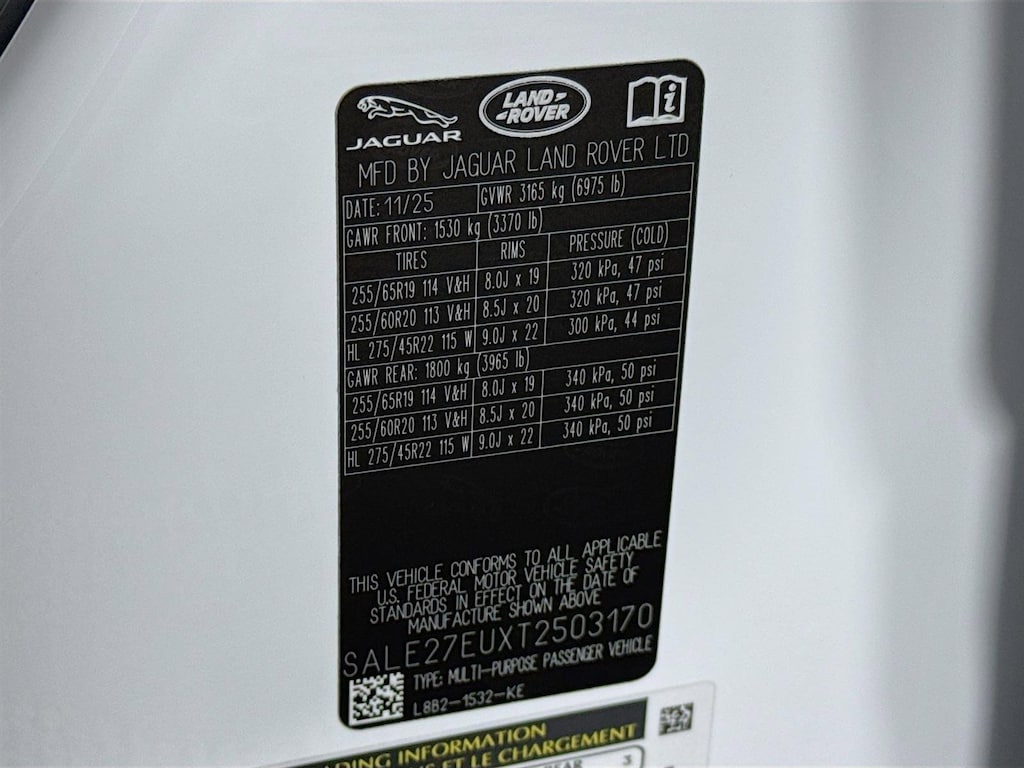 JAGUAR
LAND-
-ROVER
MFD BY JAGUAR LAND ROVER LTD
DATE: 11/25 GVWR 3165 kg (6975 lb)
GAWR FRONT: 1530 kg (3370 lb)
TIRES RIMS PRESSURE (COLD)
255/65R19 114 V&H 8.0J x 19 320 kPa, 47 psi
255/60R20 113 V&H 8.5J x 20 320 kPa, 47 psi
HL 275/45R22 115 W 9.0J x 22 300 kPa, 44 psi
GAWR REAR: 1800 kg (3965 lb)
255/65R19 114 V&H 8.0J x 19 340 kPa, 50 psi
255/60R20 113 V&H 8.5J x 20 340 kPa, 50 psi
HL 275/45R22 115 W 9.0J x 22 340 kPa, 50 psi
THIS VEHICLE CONFORMS TO ALL APPLICABLE
U.S. FEDERAL MOTOR VEHICLE SAFETY
STANDARDS IN EFFECT ON THE DATE OF
MANUFACTURE SHOWN ABOVE
SALE27EUXT2503170
TYPE: MULTI-PURPOSE PASSENGER VEHICLE
L8B2-1532-KE
ADING INFORMATION
ET LE CHARGEMENT
REAR 3